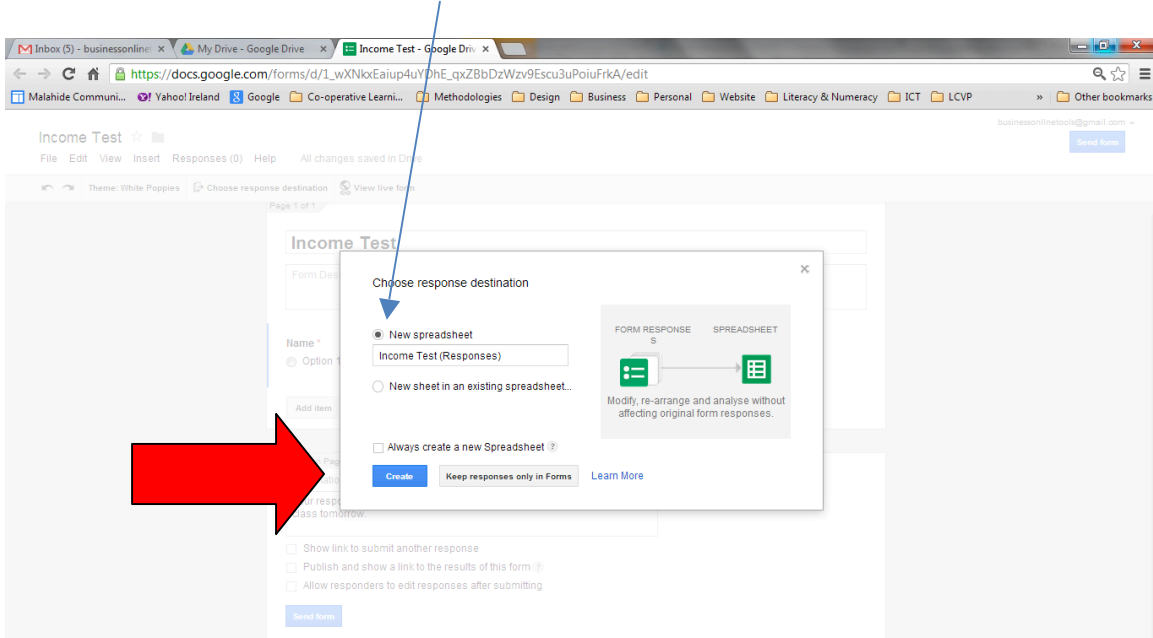 Inbox (5) - businessonline
My Drive - Google Drive
Income Test - Google Driv
https://docs.google.com/forms/d/1_wXNkxEaiup4uYDhE_qxZBbDzWzv9Escu3uPoiuFrkA/edit
Malahide Communi... Yahoo! Ireland Google Co-operative Learni... Methodologies Design Business Personal Website Literacy & Numeracy ICT LCVP » Other bookmarks
businessonlinetools@gmail.com
Income Test
Send form
File Edit View Insert Responses (0) Help All changes saved in Drive
Theme: White Poppies Choose response destination View live form
Page 1 of 1
Income Test
Form Des
Choose response destination
New spreadsheet
Income Test (Responses)
New sheet in an existing spreadsheet...
FORM RESPONSE SPREADSHEET
S
Modify, re-arrange and analyse without
affecting original form responses.
Name *
Option 1
Add item
Always create a new Spreadsheet ?
Create Keep responses only in Forms Learn More
class tomorrow.
Show link to submit another response
Publish and show a link to the results of this form ?
Allow responders to edit responses after submitting
Send form